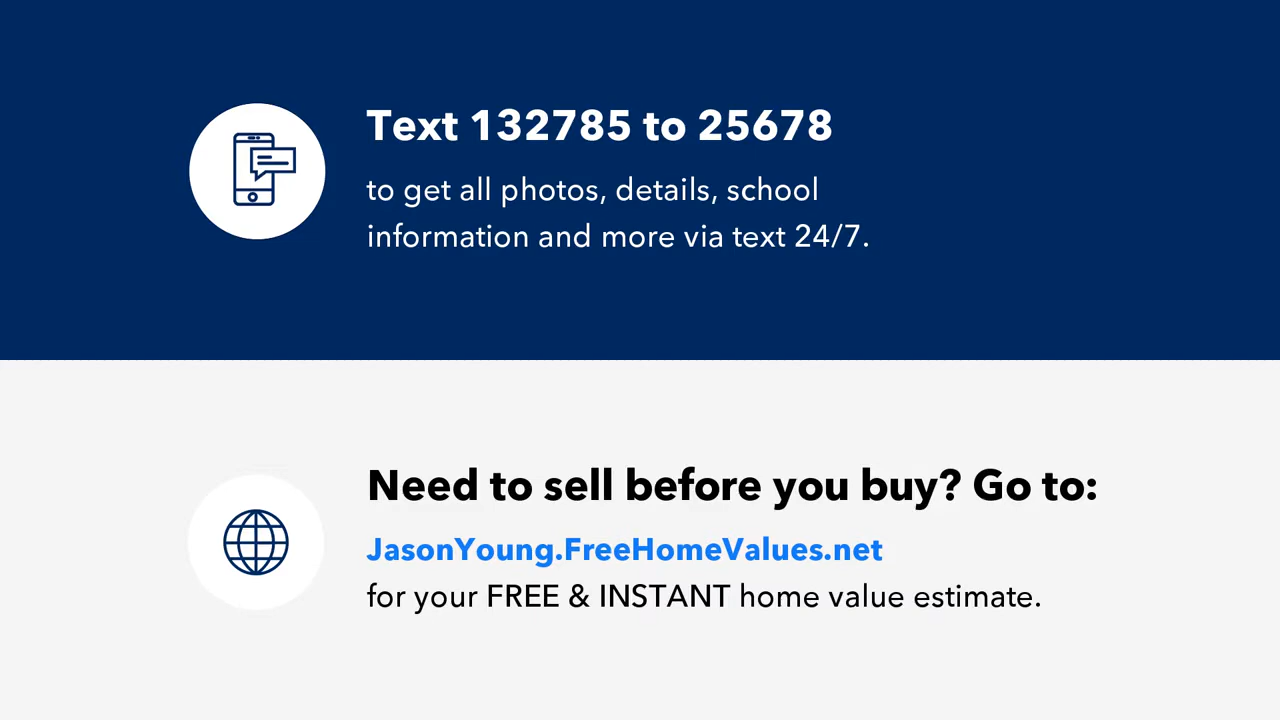 Text 132785 to 25678
to get all photos, details, school
information and more via text 24/7.
Need to sell before you buy? Go to:
JasonYoung.FreeHomeValues.net
for your FREE & INSTANT home value estimate.